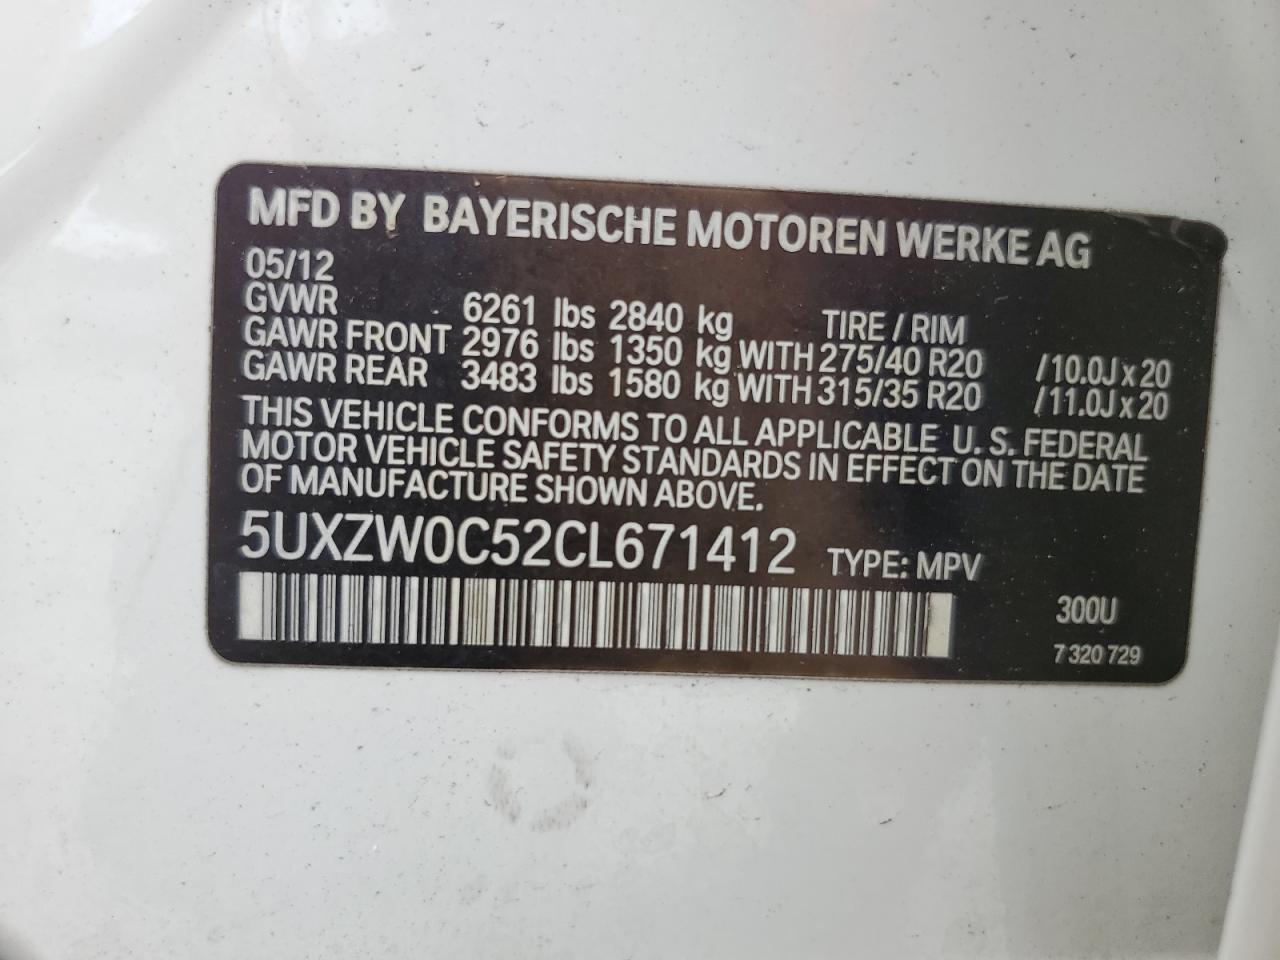 MFD BY BAYERISCHE MOTOREN WERKE AG
05/12
GVWR 6261 lbs 2840 kg TIRE / RIM
GAWR FRONT 2976 lbs 1350 kg WITH 275/40 R20 /10.0J x 20
GAWR REAR 3483 lbs 1580 kg WITH 315/35 R20 /11.0J x 20
THIS VEHICLE CONFORMS TO ALL APPLICABLE U. S. FEDERAL
MOTOR VEHICLE SAFETY STANDARDS IN EFFECT ON THE DATE
OF MANUFACTURE SHOWN ABOVE.
5UXZW0C52CL671412 TYPE: MPV
300U
7 320 729